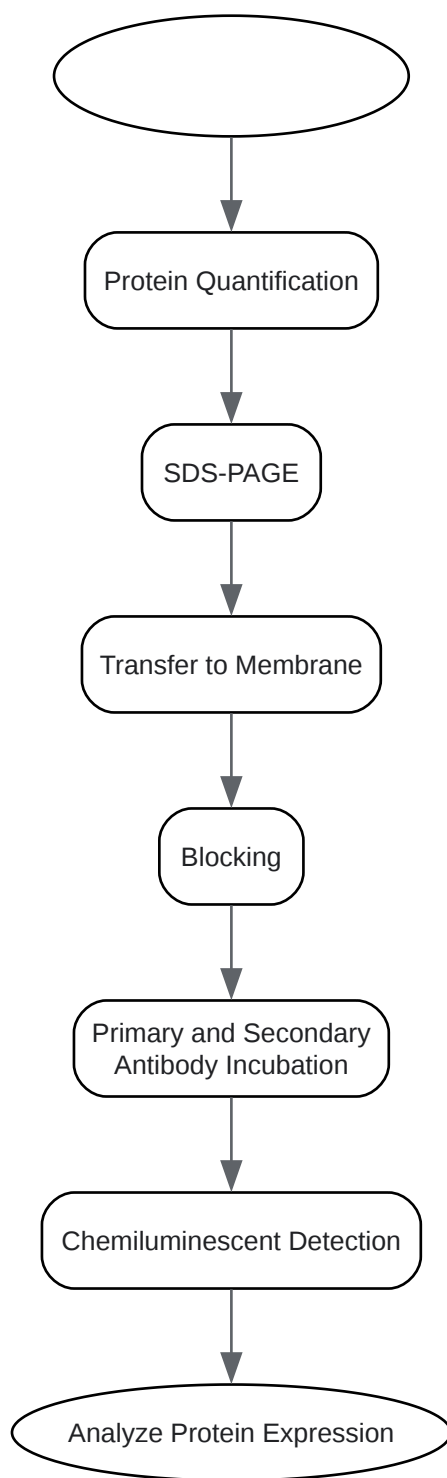 Protein Quantification
SDS-PAGE
Transfer to Membrane
Blocking
Primary and Secondary
Antibody Incubation
Chemiluminescent Detection
Analyze Protein Expression